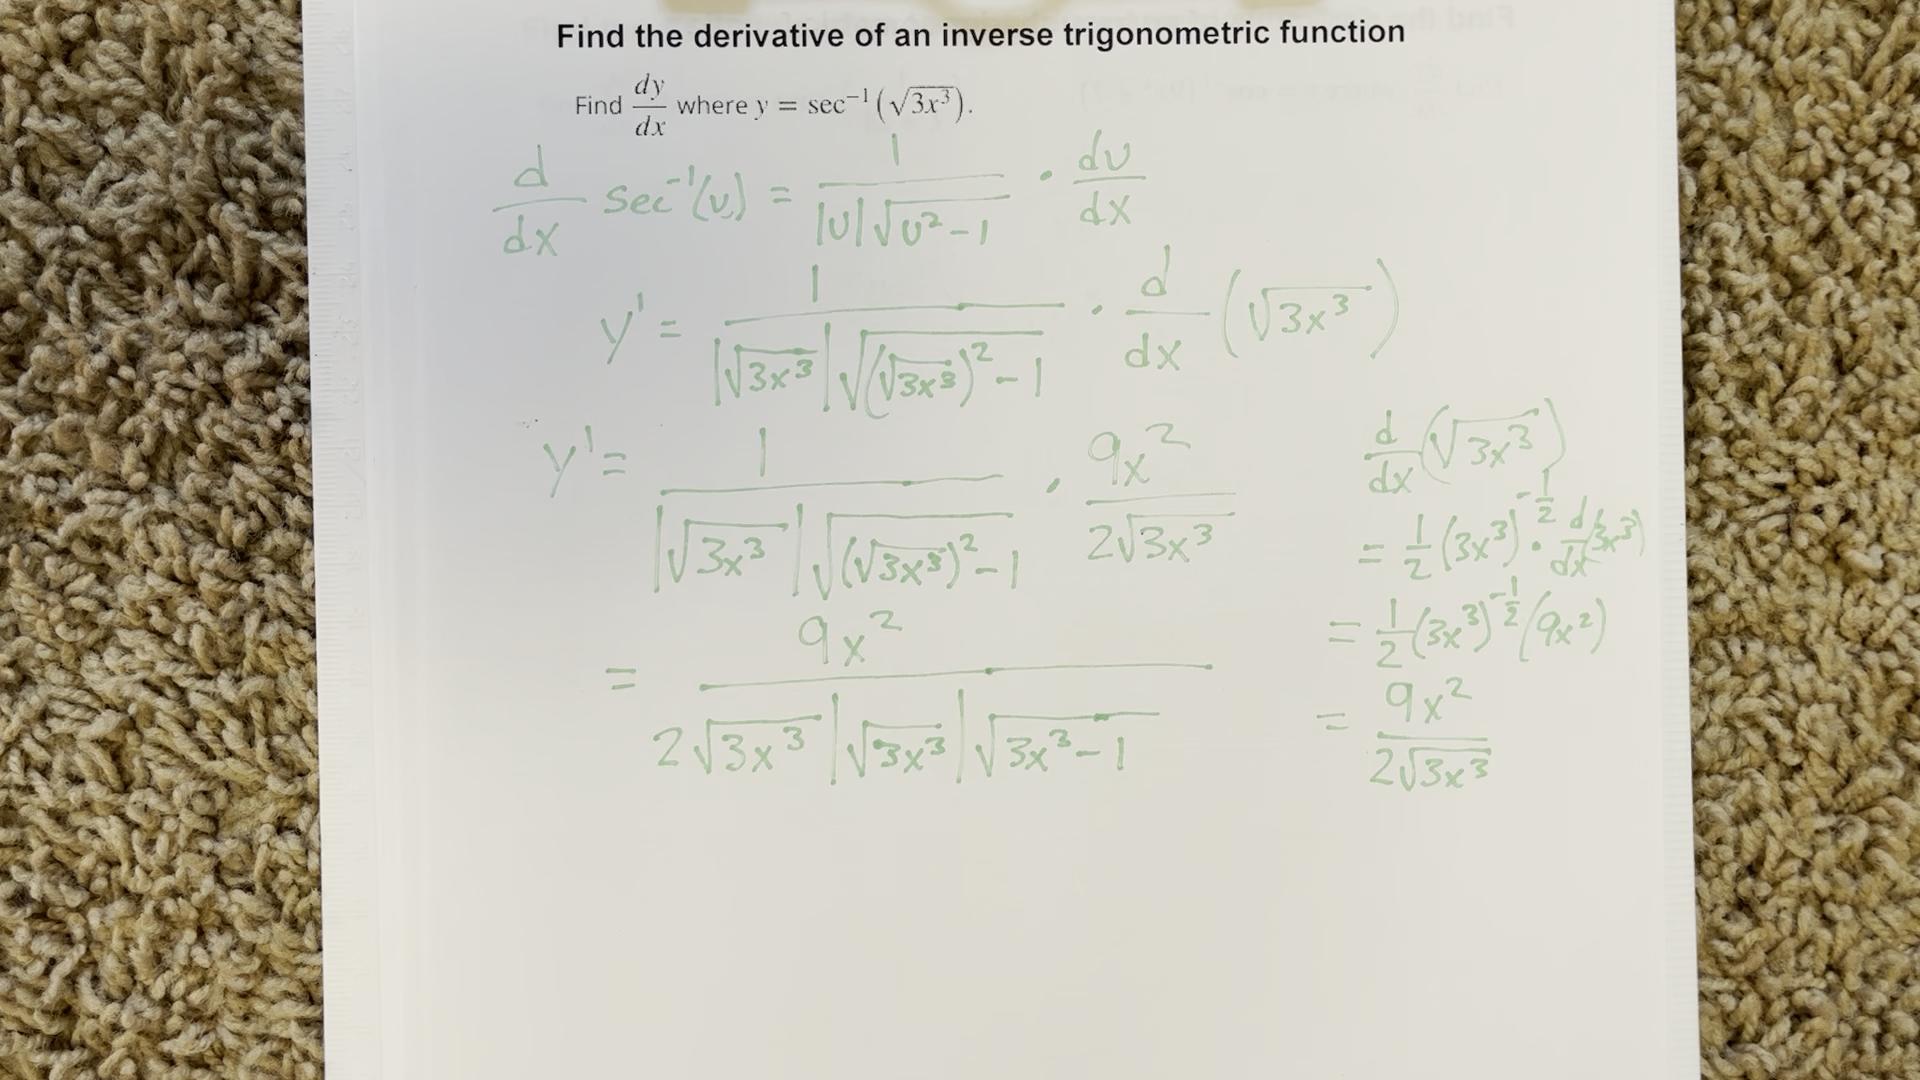 Find the derivative of an inverse trigonometric function
Find dy/dx where y = sec⁻¹(√(3x³)).
d/dx sec⁻¹(u) = 1/(|u|√(u²-1)) · du/dx
y' = 1/(|√(3x³)|√((√(3x³))²-1)) · d/dx (√(3x³))
y' = 1/(|√(3x³)|√((√(3x³))²-1)) · 9x²/(2√(3x³))
= 9x²/(2√(3x³)|√(3x³)|√(3x³-1))
d/dx (√(3x³))
= 1/2 (3x³)^(-1/2) · d/dx (3x³)
= 1/2 (3x³)^(-1/2) (9x²)
= 9x²/(2√(3x³))